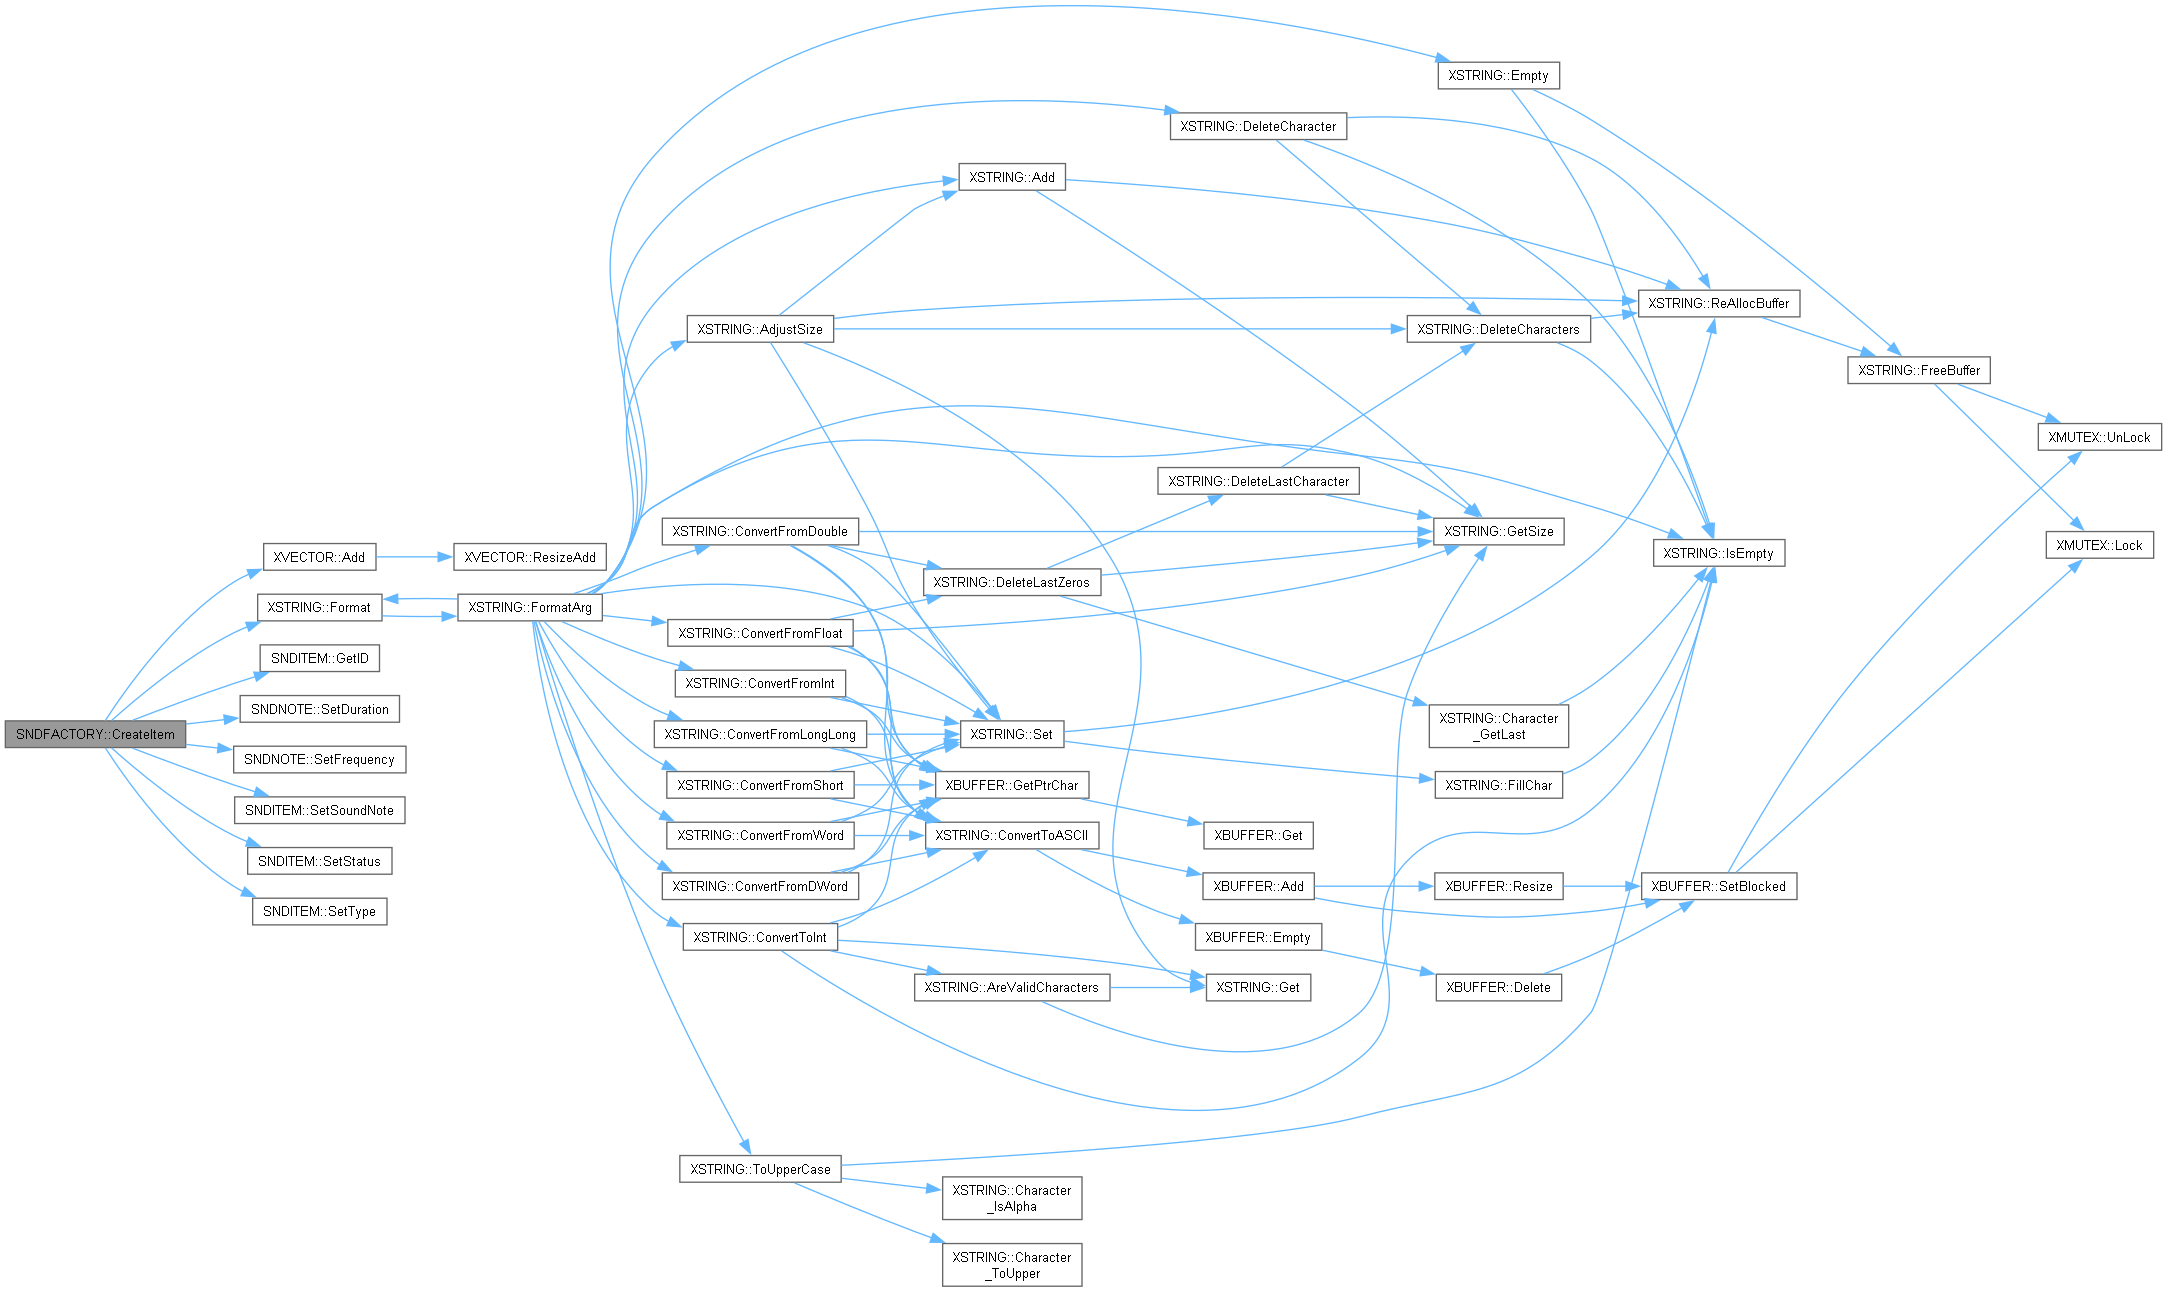 SNDFACTORY::CreateItem
XVECTOR::Add
XSTRING::Format
SNDITEM::GetID
SNDNOTE::SetDuration
SNDNOTE::SetFrequency
SNDITEM::SetSoundNote
SNDITEM::SetStatus
SNDITEM::SetType
XVECTOR::ResizeAdd
XSTRING::FormatArg
XSTRING::AdjustSize
XSTRING::ConvertFromDouble
XSTRING::ConvertFromFloat
XSTRING::ConvertFromInt
XSTRING::ConvertFromLongLong
XSTRING::ConvertFromShort
XSTRING::ConvertFromWord
XSTRING::ConvertFromDWord
XSTRING::ConvertToInt
XSTRING::ToUpperCase
XSTRING::Add
XSTRING::DeleteLastZeros
XSTRING::Set
XBUFFER::GetPtrChar
XSTRING::ConvertToASCII
XSTRING::AreValidCharacters
XSTRING::Character
_IsAlpha
XSTRING::Character
_ToUpper
XSTRING::DeleteCharacter
XSTRING::DeleteLastCharacter
XBUFFER::Get
XBUFFER::Add
XBUFFER::Empty
XSTRING::Get
XSTRING::Empty
XSTRING::DeleteCharacters
XSTRING::GetSize
XSTRING::Character
_GetLast
XSTRING::FillChar
XBUFFER::Resize
XBUFFER::Delete
XSTRING::ReAllocBuffer
XSTRING::IsEmpty
XBUFFER::SetBlocked
XSTRING::FreeBuffer
XMUTEX::UnLock
XMUTEX::Lock